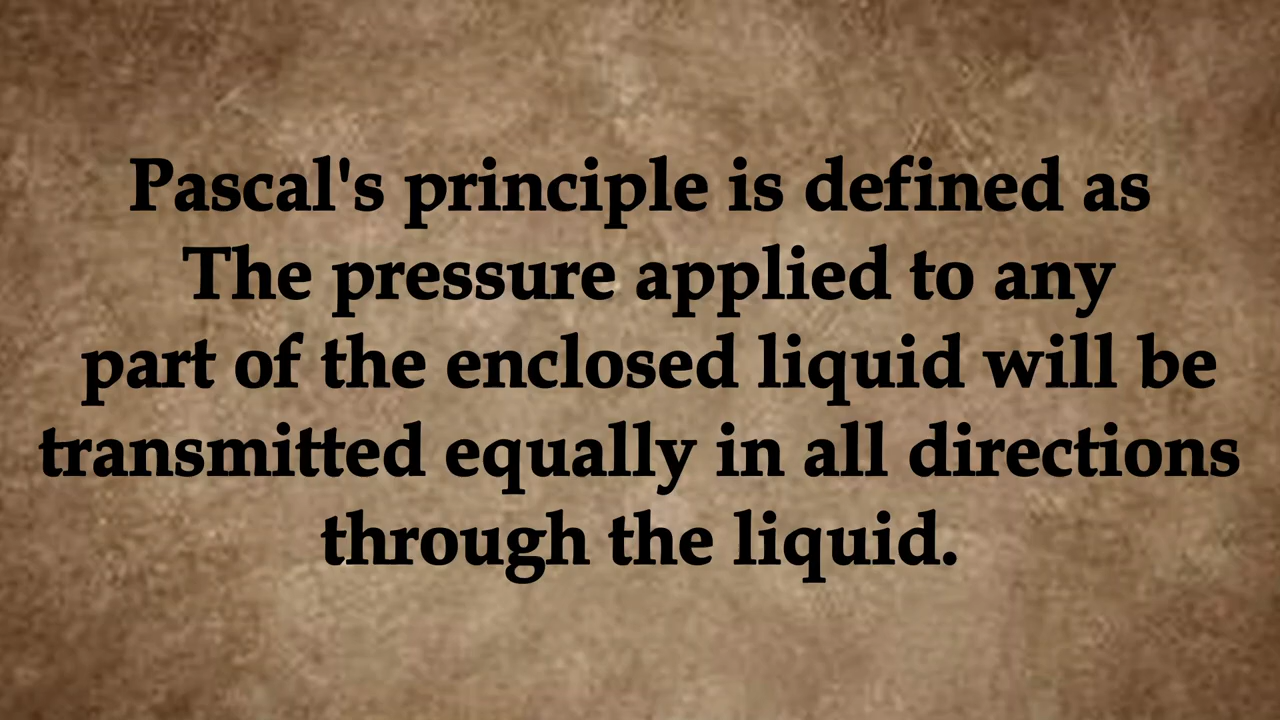 Pascal's principle is defined as
The pressure applied to any
part of the enclosed liquid will be
transmitted equally in all directions
through the liquid.